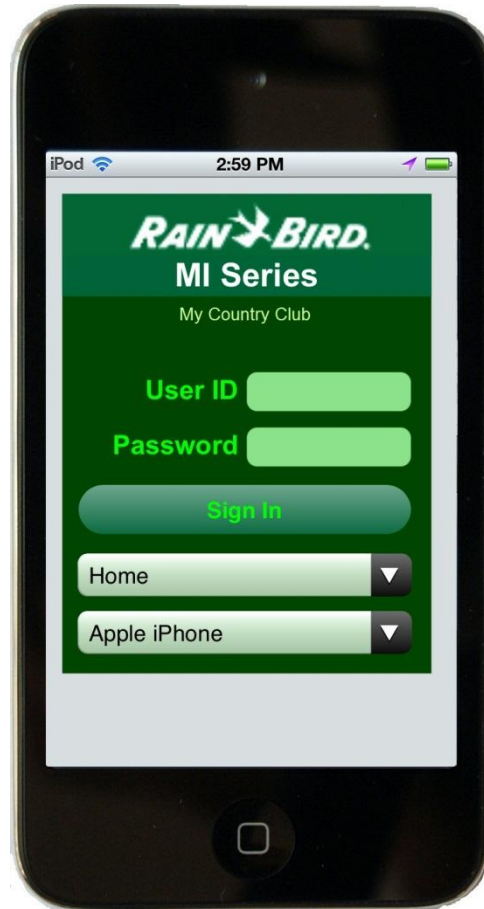 iPod 2:59 PM
RAIN BIRD.
MI Series
My Country Club
User ID
Password
Sign In
Home
Apple iPhone